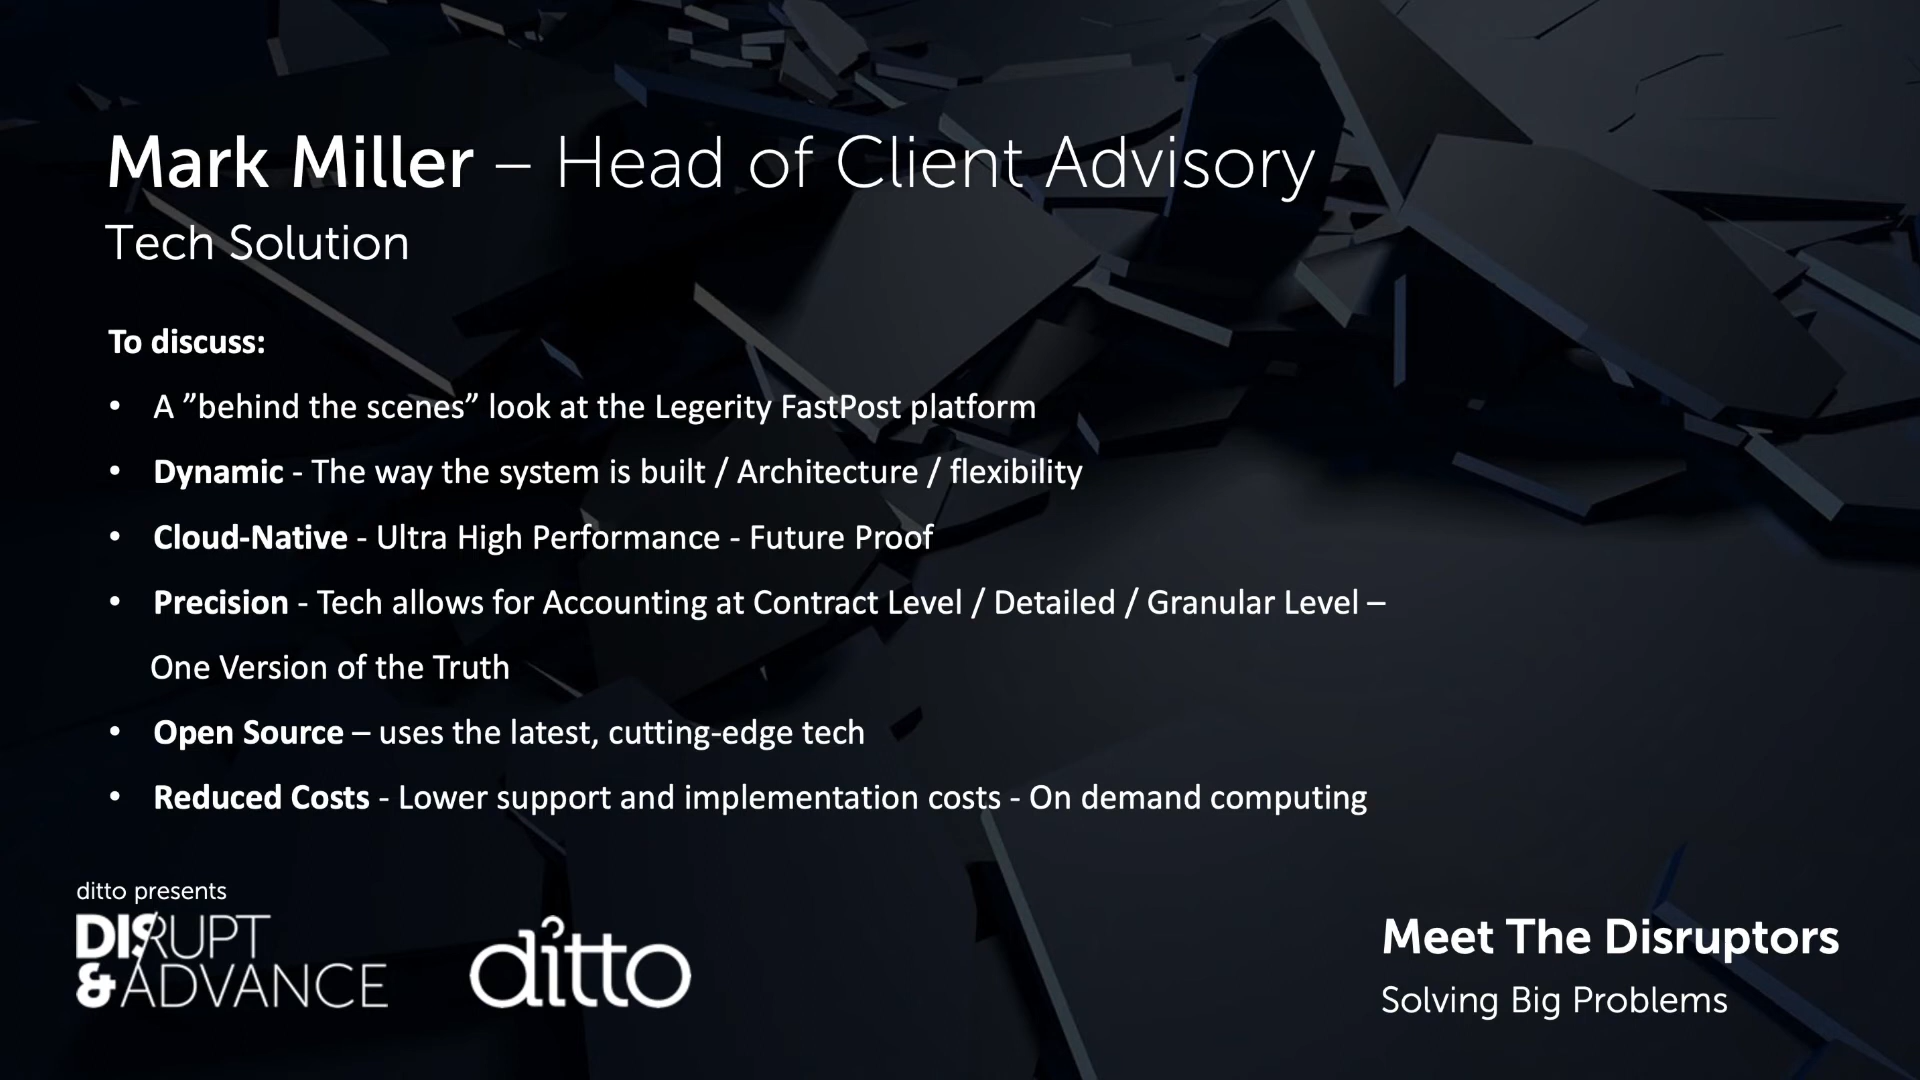 Mark Miller – Head of Client Advisory
Tech Solution
To discuss:
• A ”behind the scenes” look at the Legerity FastPost platform
• Dynamic - The way the system is built / Architecture / flexibility
• Cloud-Native - Ultra High Performance - Future Proof
• Precision - Tech allows for Accounting at Contract Level / Detailed / Granular Level –
One Version of the Truth
• Open Source – uses the latest, cutting-edge tech
• Reduced Costs - Lower support and implementation costs - On demand computing
ditto presents
DISRUPT
&ADVANCE
ditto
Meet The Disruptors
Solving Big Problems